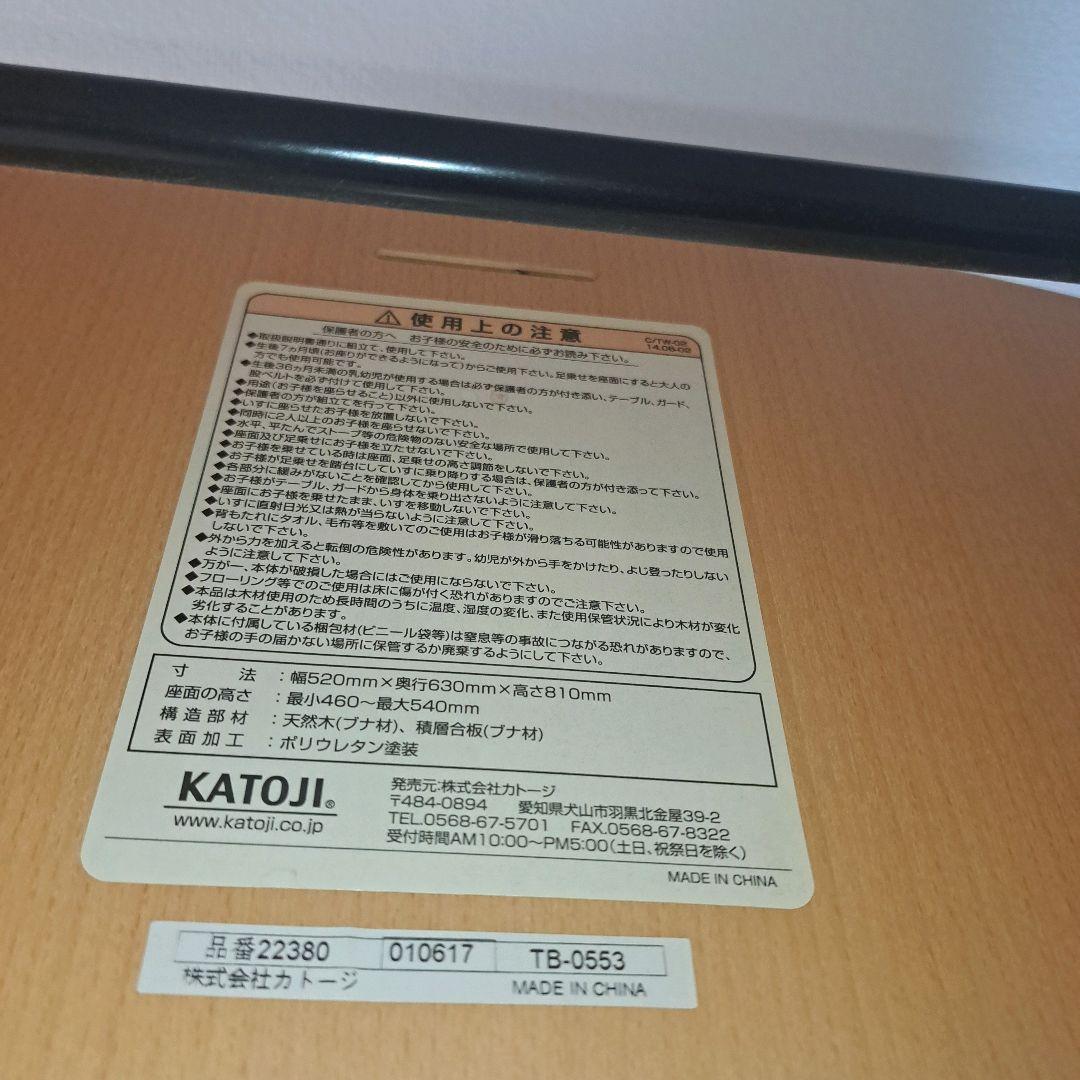 ⚠使用上の注意
C/TW-02
14.08-02
保護者の方へ お子様の安全のために必ずお読み下さい。
◆取扱説明書通りに組立て、使用して下さい。
◆生後7ヵ月頃(お座りができるようになって)からご使用下さい。足乗せを座面にすると大人の
方でも使用可能です。
◆生後36ヵ月未満の乳幼児が使用する場合は必ず保護者の方が付き添い、テーブル、ガード、
股ベルトを必ず付けて使用して下さい。
◆用途(お子様を座らせること)以外に使用しないで下さい。
◆保護者の方が組立てを行って下さい。
◆いすに座らせたお子様を放置しないで下さい。
◆同時に2人以上のお子様を座らせないで下さい。
◆水平、平たんでストーブ等の危険物のない安全な場所で使用して下さい。
◆座面及び足乗せにお子様を立たせないで下さい。
◆お子様を乗せている時は座面、足乗せの高さ調節をしないで下さい。
◆お子様が足乗せを踏台にしていすに乗り降りする場合は、保護者の方が付き添って下さい。
◆各部分に緩みがないことを確認してから使用して下さい。
◆お子様がテーブル、ガードから身体を乗り出さないように注意して下さい。
◆座面にお子様を乗せたまま、いすを移動しないで下さい。
◆いすに直射日光又は熱が当らないように注意して下さい。
◆背もたれにタオル、毛布等を敷いてのご使用はお子様が滑り落ちる可能性がありますので使用
しないで下さい。
◆外から力を加えると転倒の危険性があります。幼児が外から手をかけたり、よじ登ったりしない
ように注意して下さい。
◆万が一、本体が破損した場合にはご使用にならないで下さい。
◆フローリング等でのご使用は床に傷が付く恐れがありますのでご注意下さい。
◆本品は木材使用のため長時間のうちに温度、湿度の変化、また使用保管状況により木材が変化
劣化することがあります。
◆本体に付属している梱包材(ビニール袋等)は窒息等の事故につながる恐れがありますので、
お子様の手の届かない場所に保管するか廃棄するようにして下さい。
寸法:幅520mm×奥行630mm×高さ810mm
座面の高さ:最小460～最大540mm
構造部材:天然木(ブナ材)、積層合板(ブナ材)
表面加工:ポリウレタン塗装
KATOJI®
www.katoji.co.jp
発売元:株式会社カトージ
〒484-0894 愛知県犬山市羽黒北金屋39-2
TEL.0568-67-5701 FAX.0568-67-8322
受付時間AM10:00～PM5:00(土日、祝祭日を除く)
MADE IN CHINA
品番22380 010617 TB-0553
株式会社カトージ MADE IN CHINA